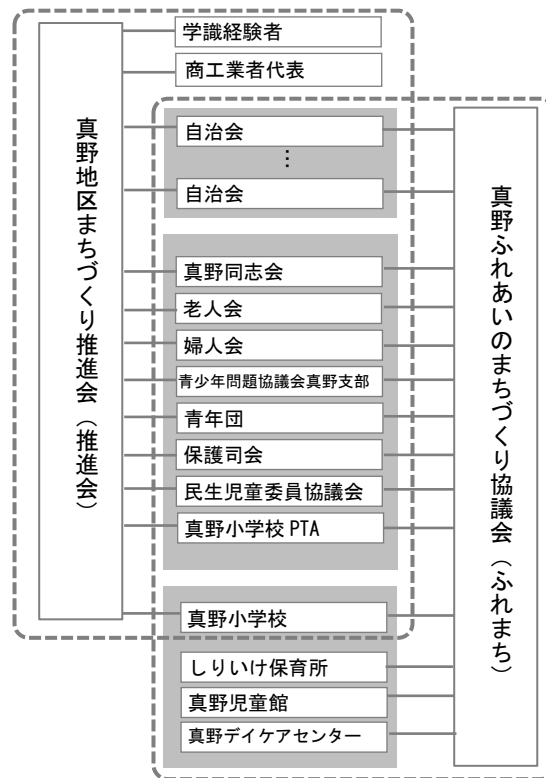 学識経験者
商工業者代表
真野地区まちづくり推進会（推進会）
自治会
⋮
自治会
真野同志会
老人会
婦人会
青少年問題協議会真野支部
青年団
保護司会
民生児童委員協議会
真野小学校 PTA
真野小学校
しりいけ保育所
真野児童館
真野デイケアセンター
真野ふれあいのまちづくり協議会（ふれまち）